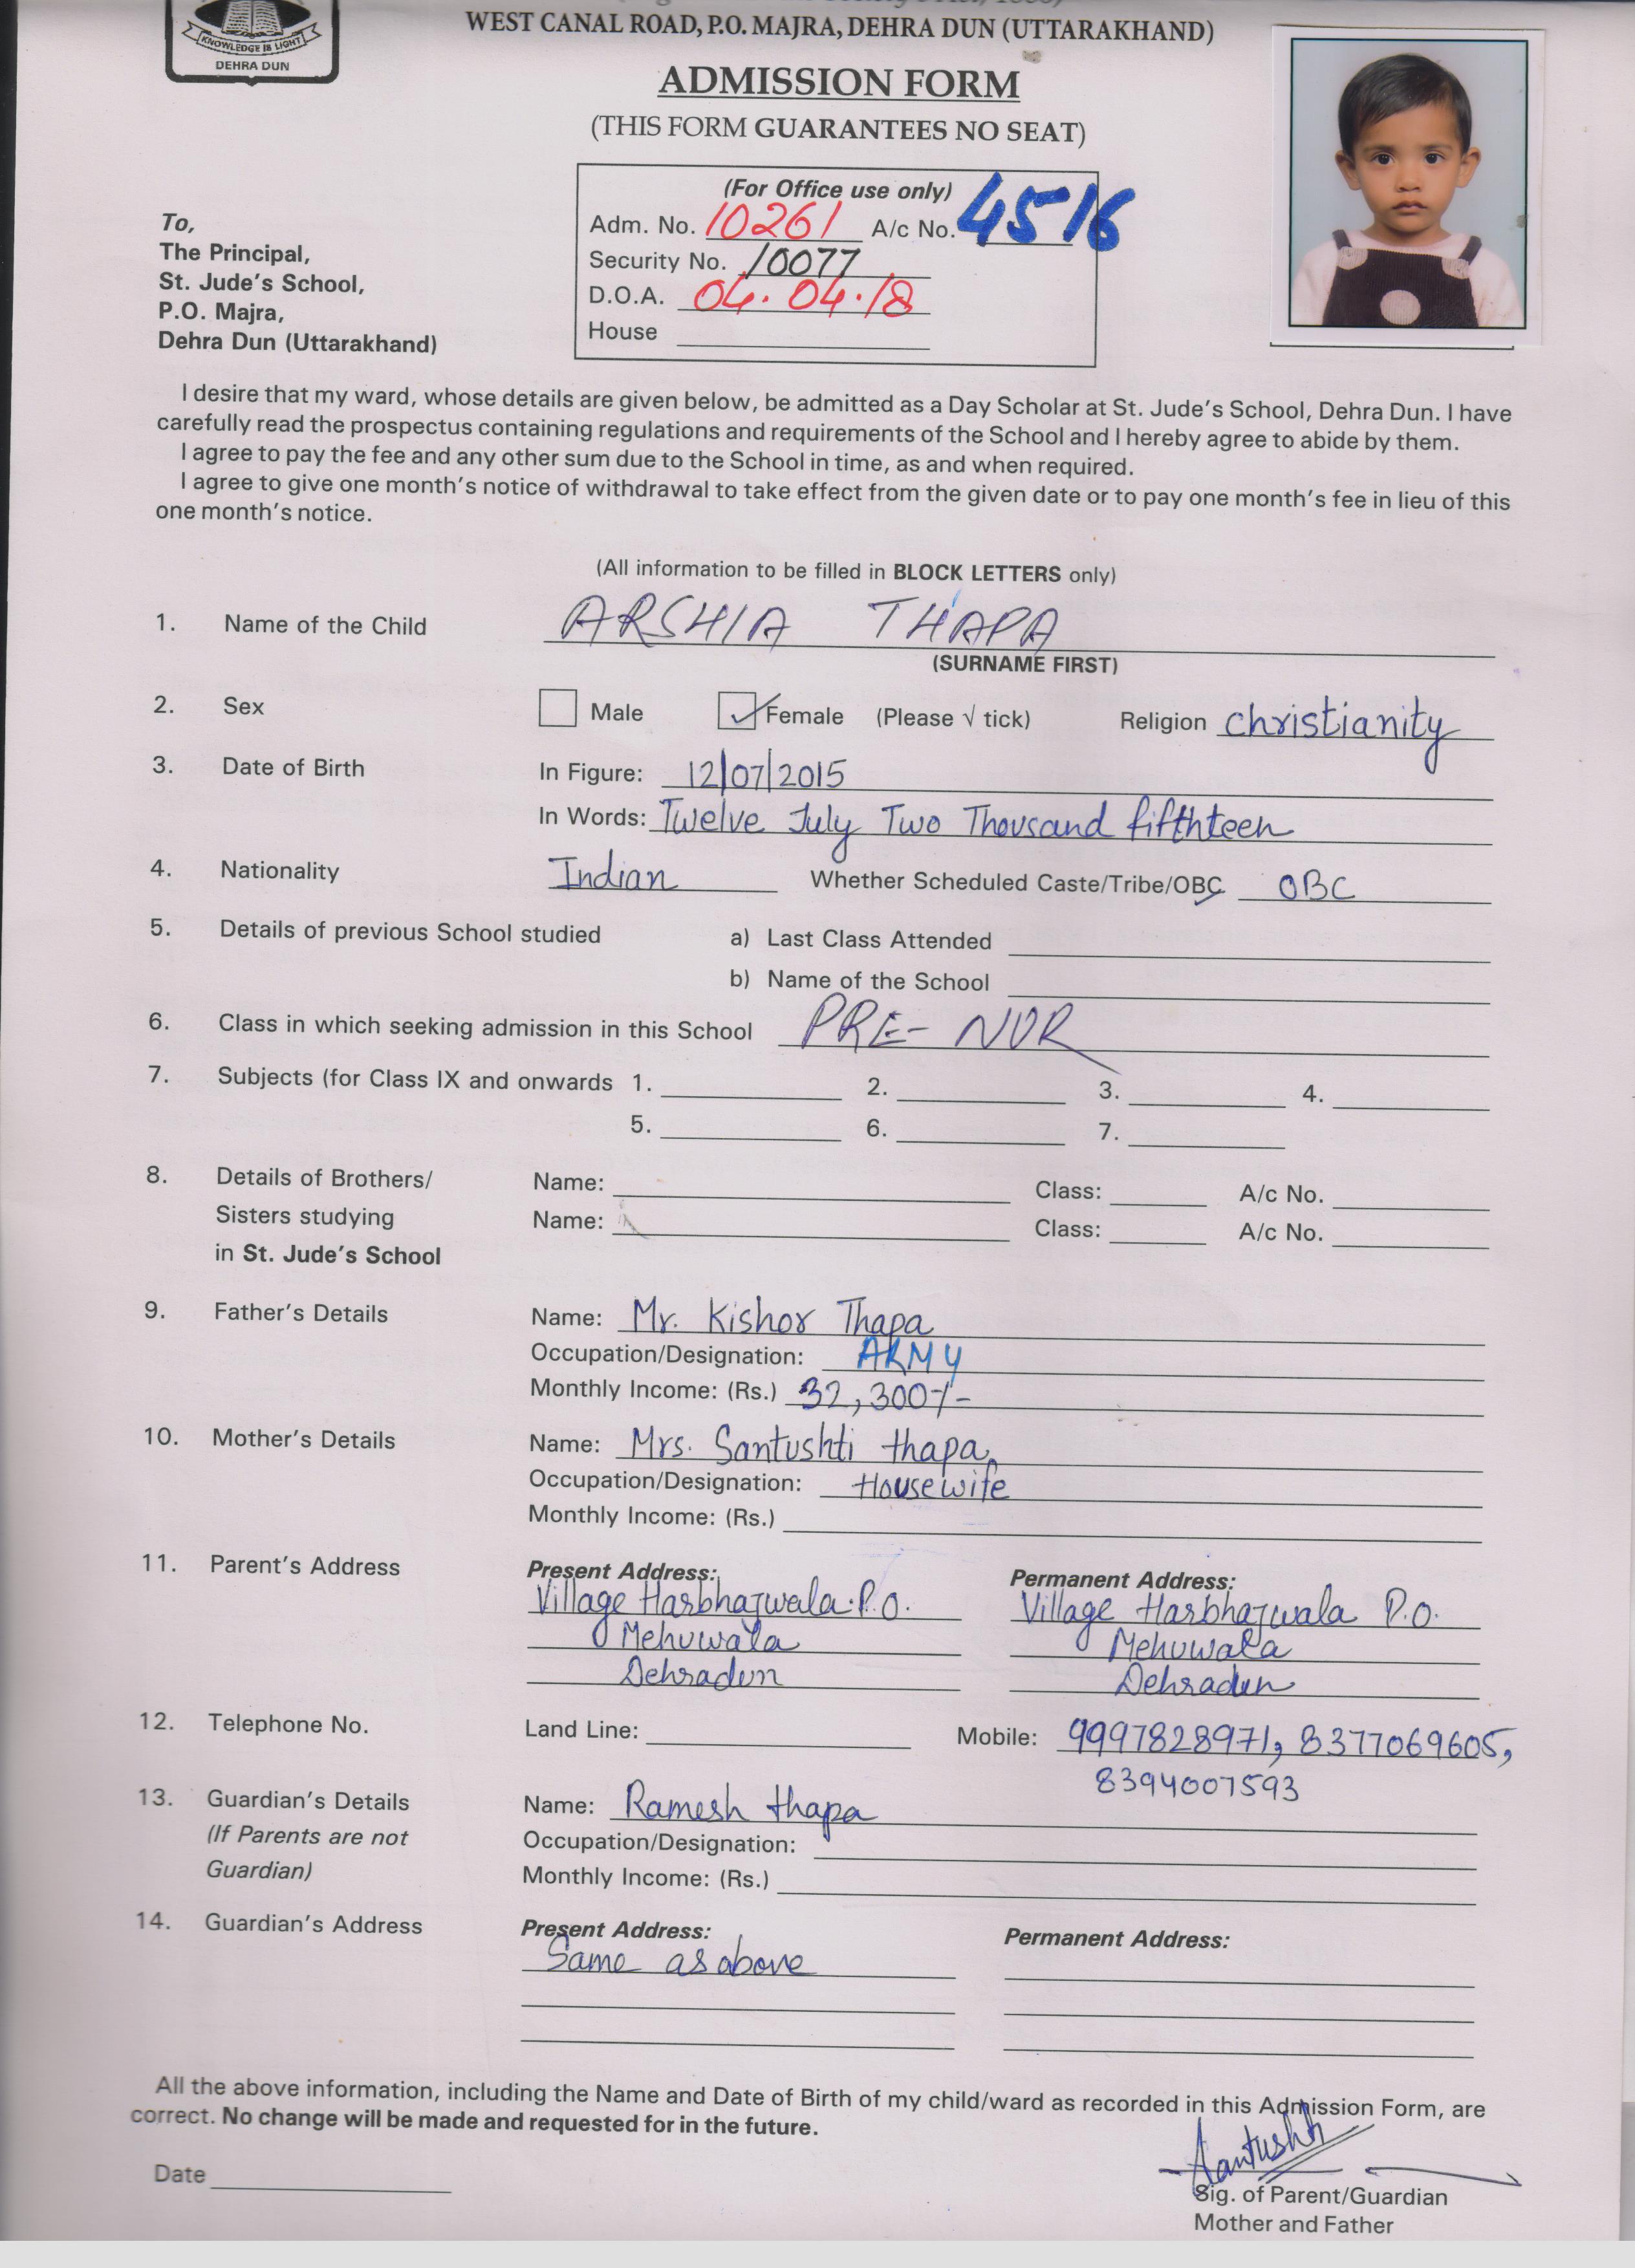 KNOWLEDGE IS LIGHT
DEHRA DUN
WEST CANAL ROAD, P.O. MAJRA, DEHRA DUN (UTTARAKHAND)
ADMISSION FORM
(THIS FORM GUARANTEES NO SEAT)
(For Office use only)
Adm. No. 10261 A/c No. 4516
Security No. 10077
D.O.A. 04.04.18
House
To,
The Principal,
St. Jude's School,
P.O. Majra,
Dehra Dun (Uttarakhand)
I desire that my ward, whose details are given below, be admitted as a Day Scholar at St. Jude's School, Dehra Dun. I have
carefully read the prospectus containing regulations and requirements of the School and I hereby agree to abide by them.
I agree to pay the fee and any other sum due to the School in time, as and when required.
I agree to give one month's notice of withdrawal to take effect from the given date or to pay one month's fee in lieu of this
one month's notice.
(All information to be filled in BLOCK LETTERS only)
1. Name of the Child ARSHIA THAPA
(SURNAME FIRST)
2. Sex Male Female (Please √ tick) Religion christianity
3. Date of Birth In Figure: 12/07/2015
In Words: Twelve July Two Thousand fifthteen
4. Nationality Indian Whether Scheduled Caste/Tribe/OBC OBC
5. Details of previous School studied a) Last Class Attended
b) Name of the School
6. Class in which seeking admission in this School PRE-NUR
7. Subjects (for Class IX and onwards 1. 2. 3. 4.
5. 6. 7.
8. Details of Brothers/ Name: Class: A/c No.
Sisters studying Name: Class: A/c No.
in St. Jude's School
9. Father's Details Name: Mr. Kishor Thapa
Occupation/Designation: ARMY
Monthly Income: (Rs.) 32,300/-
10. Mother's Details Name: Mrs. Santushti thapa
Occupation/Designation: Housewife
Monthly Income: (Rs.)
11. Parent's Address Present Address: Permanent Address:
Village Harbhajwala P.O. Village Harbhajwala P.O.
Mehuwala Mehuwala
Dehradun Dehradun
12. Telephone No. Land Line: Mobile: 9997828971, 8377069605,
8394007593
13. Guardian's Details Name: Ramesh thapa
(If Parents are not Occupation/Designation:
Guardian) Monthly Income: (Rs.)
14. Guardian's Address Present Address: Permanent Address:
Same as above
All the above information, including the Name and Date of Birth of my child/ward as recorded in this Admission Form, are
correct. No change will be made and requested for in the future.
Santushti
Date
Sig. of Parent/Guardian
Mother and Father